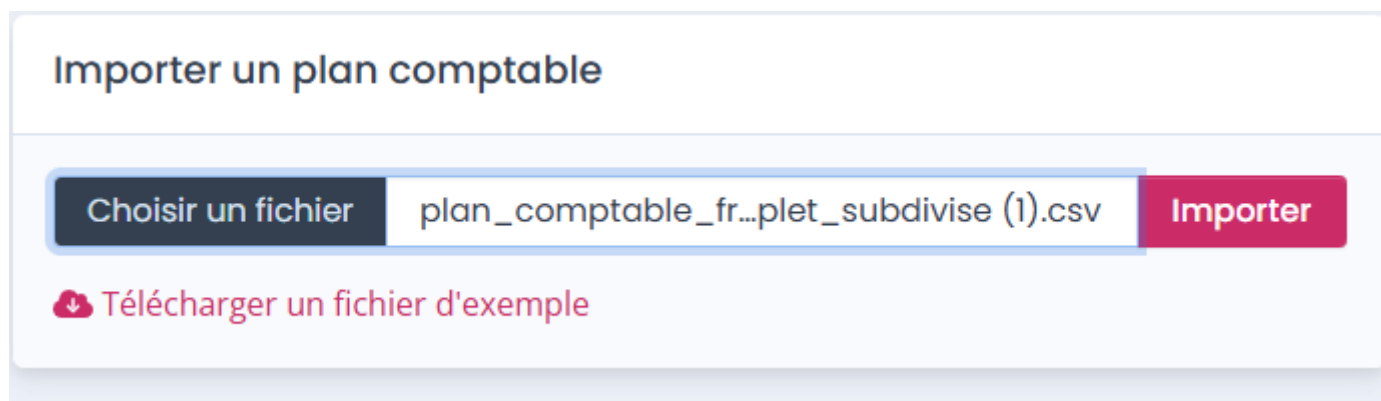 Importer un plan comptable
Choisir un fichier plan_comptable_fr...plet_subdivise (1).csv Importer
Télécharger un fichier d'exemple